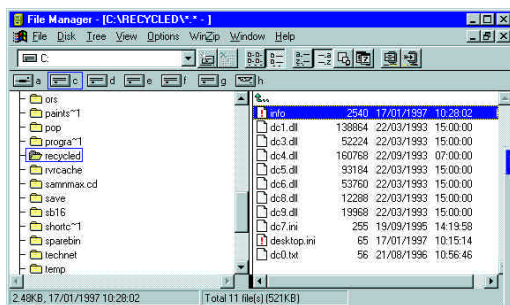 File Manager - [C:\RECYCLED\*.* - ]
File Disk Tree View Options WinZip Window Help
C:
a c d e f g h
ors
paints~1
pop
progra~1
recycled
rvrcache
samnmax.cd
save
sb16
shortc~1
sparebin
technet
temp
..
info 2540 17/01/1997 10:28:02
dc1.dll 138864 22/03/1993 15:00:00
dc3.dll 52224 22/03/1993 15:00:00
dc4.dll 160768 22/09/1993 07:00:00
dc5.dll 93184 22/03/1993 15:00:00
dc6.dll 53760 22/03/1993 15:00:00
dc8.dll 12288 22/03/1993 15:00:00
dc9.dll 19968 22/03/1993 15:00:00
dc7.ini 255 19/09/1995 14:19:58
desktop.ini 65 17/01/1997 10:15:14
dc0.txt 56 21/08/1996 10:56:46
2.48KB, 17/01/1997 10:28:02 Total 11 file(s) (521KB)